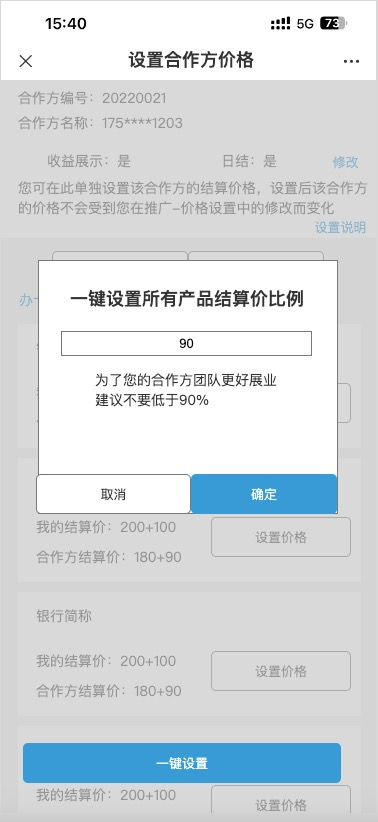 15:40
5G
73
设置合作方价格
合作方编号：20220021
合作方名称：175****1203
收益展示：是
日结：是
修改
您可在此单独设置该合作方的结算价格，设置后该合作方
的价格不会受到您在推广-价格设置中的修改而变化
设置说明
办
一键设置所有产品结算价比例
90
为了您的合作方团队更好展业
建议不要低于90%
取消
确定
我的结算价：200+100
设置价格
合作方结算价：180+90
银行简称
我的结算价：200+100
设置价格
合作方结算价：180+90
一键设置
我的结算价：200+100
设置价格